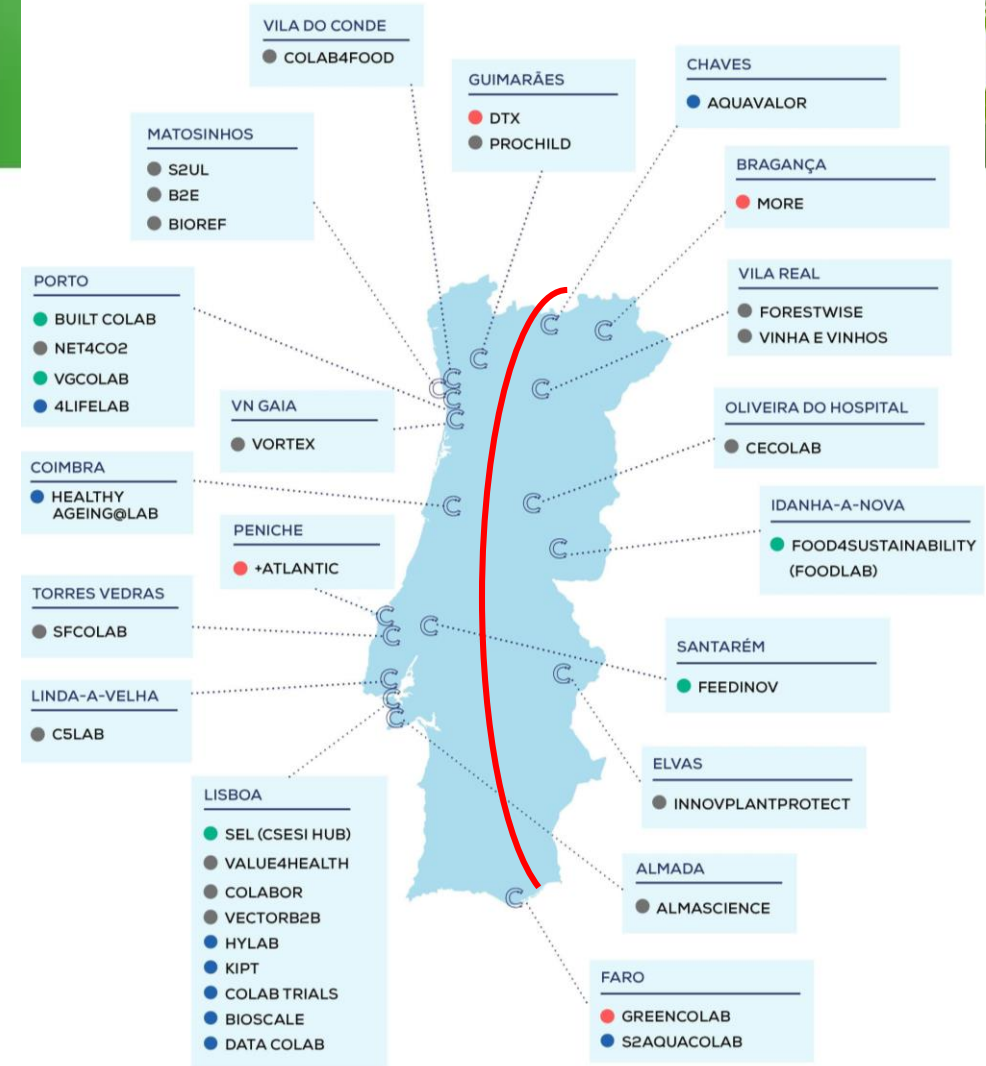 VILA DO CONDE
COLAB4FOOD
GUIMARÃES
DTX
PROCHILD
CHAVES
AQUAVALOR
MATOSINHOS
S2UL
B2E
BIOREF
BRAGANÇA
MORE
PORTO
BUILT COLAB
NET4CO2
VGCOLAB
4LIFELAB
VILA REAL
FORESTWISE
VINHA E VINHOS
VN GAIA
VORTEX
OLIVEIRA DO HOSPITAL
CECOLAB
COIMBRA
HEALTHY
AGEING@LAB
IDANHA-A-NOVA
FOOD4SUSTAINABILITY
(FOODLAB)
PENICHE
+ATLANTIC
TORRES VEDRAS
SFCOLAB
SANTARÉM
FEEDINOV
LINDA-A-VELHA
C5LAB
ELVAS
INNOVPLANTPROTECT
LISBOA
SEL (CSESI HUB)
VALUE4HEALTH
COLABOR
VECTORB2B
HYLAB
KIPT
COLAB TRIALS
BIOSCALE
DATA COLAB
ALMADA
ALMASCIENCE
FARO
GREENCOLAB
S2AQUACOLAB